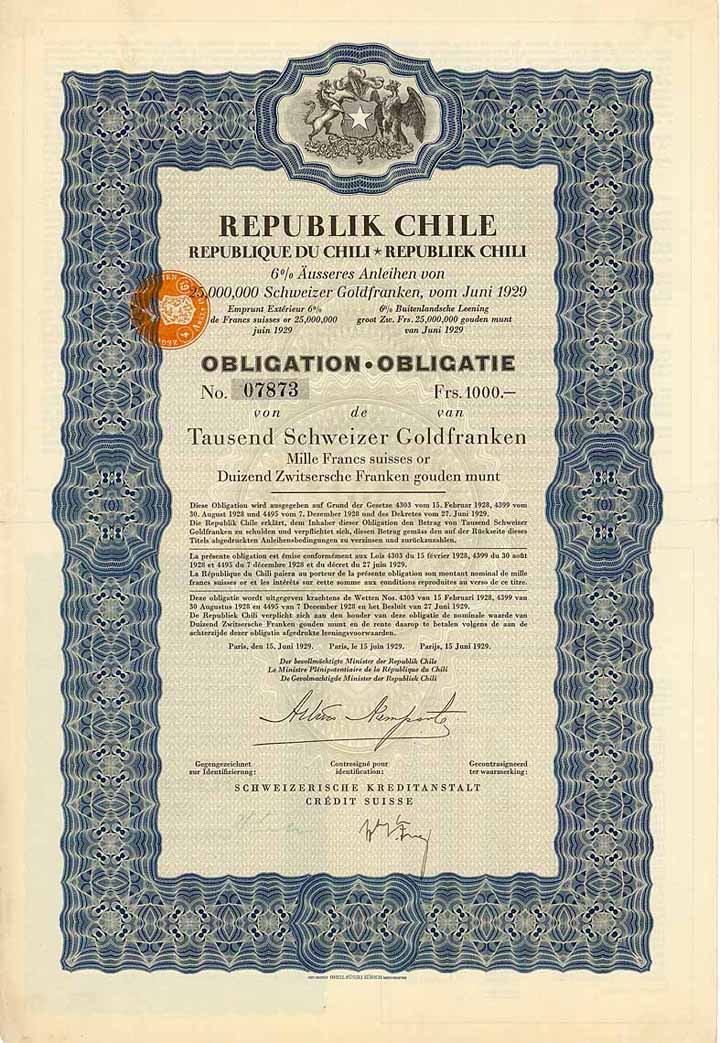 REPUBLIK CHILE
REPUBLIQUE DU CHILI ★ REPUBLIEK CHILI
6% Äusseres Anleihen von
25,000,000 Schweizer Goldfranken, vom Juni 1929
Emprunt Extérieur 6%
de Francs suisses or 25,000,000
juin 1929
6% Buitenlandsche Leening
groot Zw. Frs. 25,000,000 gouden munt
van Juni 1929
OBLIGATION • OBLIGATIE
No. 07873 Frs. 1000.—
von de van
Tausend Schweizer Goldfranken
Mille Francs suisses or
Duizend Zwitsersche Franken gouden munt
Diese Obligation wird ausgegeben auf Grund der Gesetze 4303 vom 15. Februar 1928, 4399 vom
30. August 1928 und 4495 vom 7. Dezember 1928 und des Dekretes vom 27. Juni 1929.
Die Republik Chile erklärt, dem Inhaber dieser Obligation den Betrag von Tausend Schweizer
Goldfranken zu schulden und verpflichtet sich, diesen Betrag gemäss den auf der Rückseite dieses
Titels abgedruckten Anleihensbedingungen zu verzinsen und zurückzuzahlen.
La présente obligation est émise conformément aux Lois 4303 du 15 février 1928, 4399 du 30 août
1928 et 4495 du 7 décembre 1928 et du décret du 27 juin 1929.
La République du Chili paiera au porteur de la présente obligation son montant nominal de mille
francs suisses or et les intérêts sur cette somme aux conditions reproduites au verso de ce titre.
Deze obligatie wordt uitgegeven krachtens de Wetten Nos. 4303 van 15 Februari 1928, 4399 van
30 Augustus 1928 en 4495 van 7 December 1928 en het Besluit van 27 Juni 1929.
De Republiek Chili verplicht zich aan den houder van deze obligatie de nominale waarde van
Duizend Zwitsersche Franken gouden munt en de rente daarop te betalen volgens de aan de
achterzijde dezer obligatie afgedrukte leeningsvoorwaarden.
Paris, den 15. Juni 1929. Paris, le 15 juin 1929. Parijs, 15 Juni 1929.
Der bevollmächtigte Minister der Republik Chile
Le Ministre Plénipotentiaire de la République du Chili
De Gevolmachtigde Minister der Republiek Chili
Gegengezeichnet
zur Identifizierung:
Contresigné pour
identification:
Gecontrasigneerd
ter waarmerking:
SCHWEIZERISCHE KREDITANSTALT
CRÉDIT SUISSE
ORELL FÜSSLI ZÜRICH